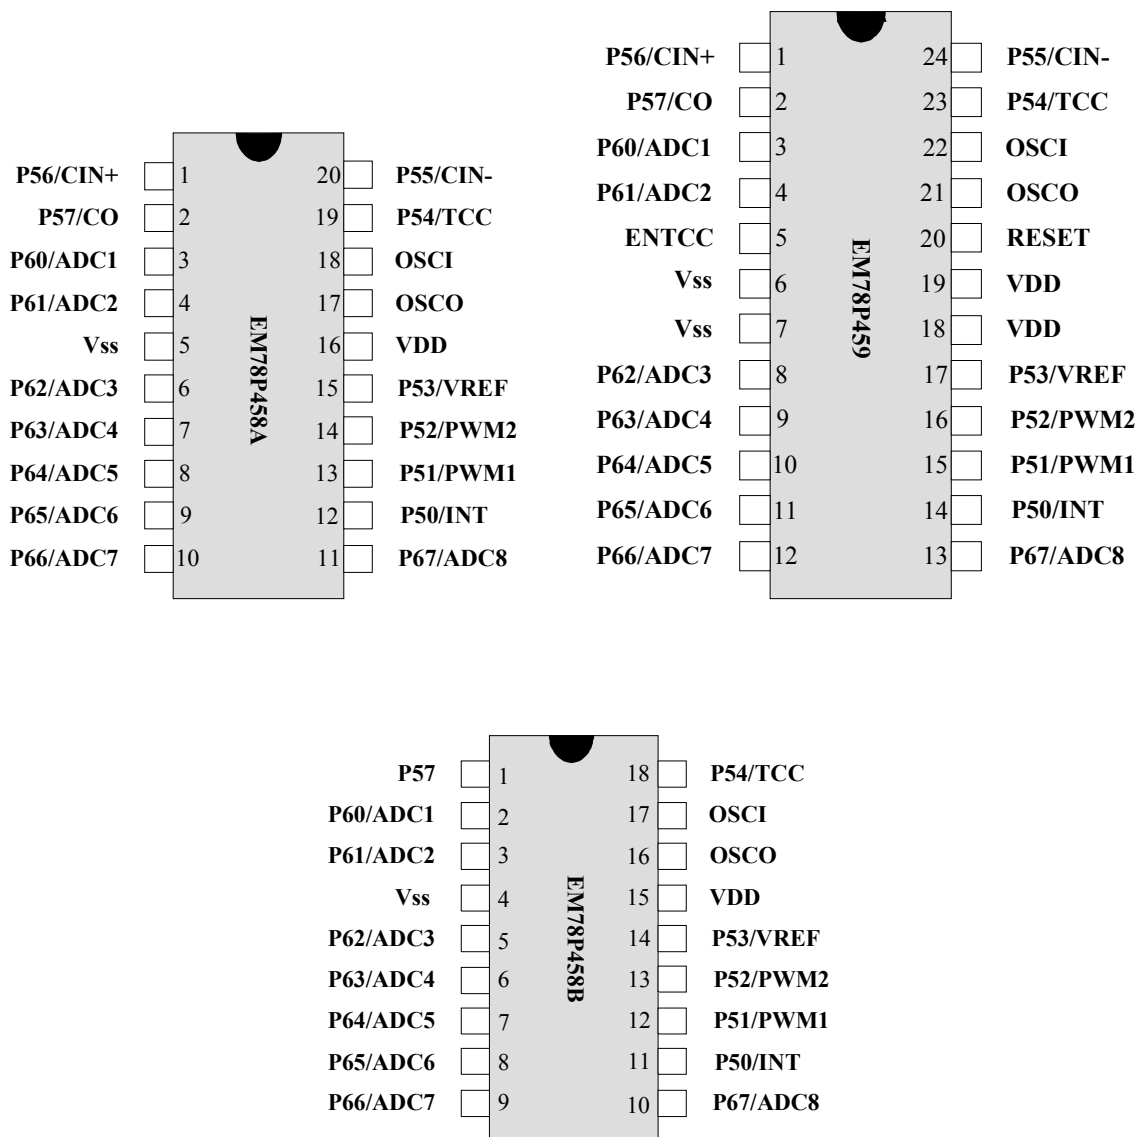 P56/CIN+ 1 20 P55/CIN-
P57/CO 2 19 P54/TCC
P60/ADC1 3 18 OSCI
P61/ADC2 4 17 OSCO
Vss 5 16 VDD
P62/ADC3 6 15 P53/VREF
P63/ADC4 7 14 P52/PWM2
P64/ADC5 8 13 P51/PWM1
P65/ADC6 9 12 P50/INT
P66/ADC7 10 11 P67/ADC8
EM78P458A
P56/CIN+ 1 24 P55/CIN-
P57/CO 2 23 P54/TCC
P60/ADC1 3 22 OSCI
P61/ADC2 4 21 OSCO
ENTCC 5 20 RESET
Vss 6 19 VDD
Vss 7 18 VDD
P62/ADC3 8 17 P53/VREF
P63/ADC4 9 16 P52/PWM2
P64/ADC5 10 15 P51/PWM1
P65/ADC6 11 14 P50/INT
P66/ADC7 12 13 P67/ADC8
EM78P459
P57 1 18 P54/TCC
P60/ADC1 2 17 OSCI
P61/ADC2 3 16 OSCO
Vss 4 15 VDD
P62/ADC3 5 14 P53/VREF
P63/ADC4 6 13 P52/PWM2
P64/ADC5 7 12 P51/PWM1
P65/ADC6 8 11 P50/INT
P66/ADC7 9 10 P67/ADC8
EM78P458B